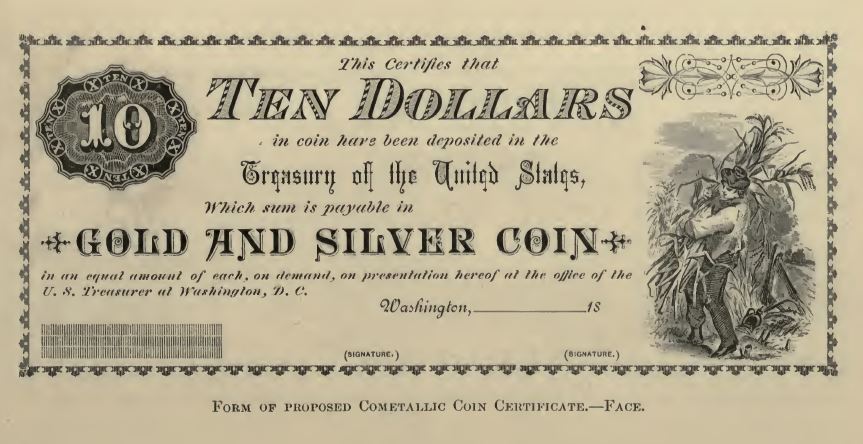 This Certifies that
TEN DOLLARS
TEN X TEN X TEN X TEN X
10
in coin have been deposited in the
Treasury of the United States,
Which sum is payable in
GOLD AND SILVER COIN
in an equal amount of each, on demand, on presentation hereof at the office of the
U. S. Treasurer at Washington, D. C.
Washington, 18
(SIGNATURE.) (SIGNATURE.)
FORM OF PROPOSED COMETALLIC COIN CERTIFICATE.—FACE.